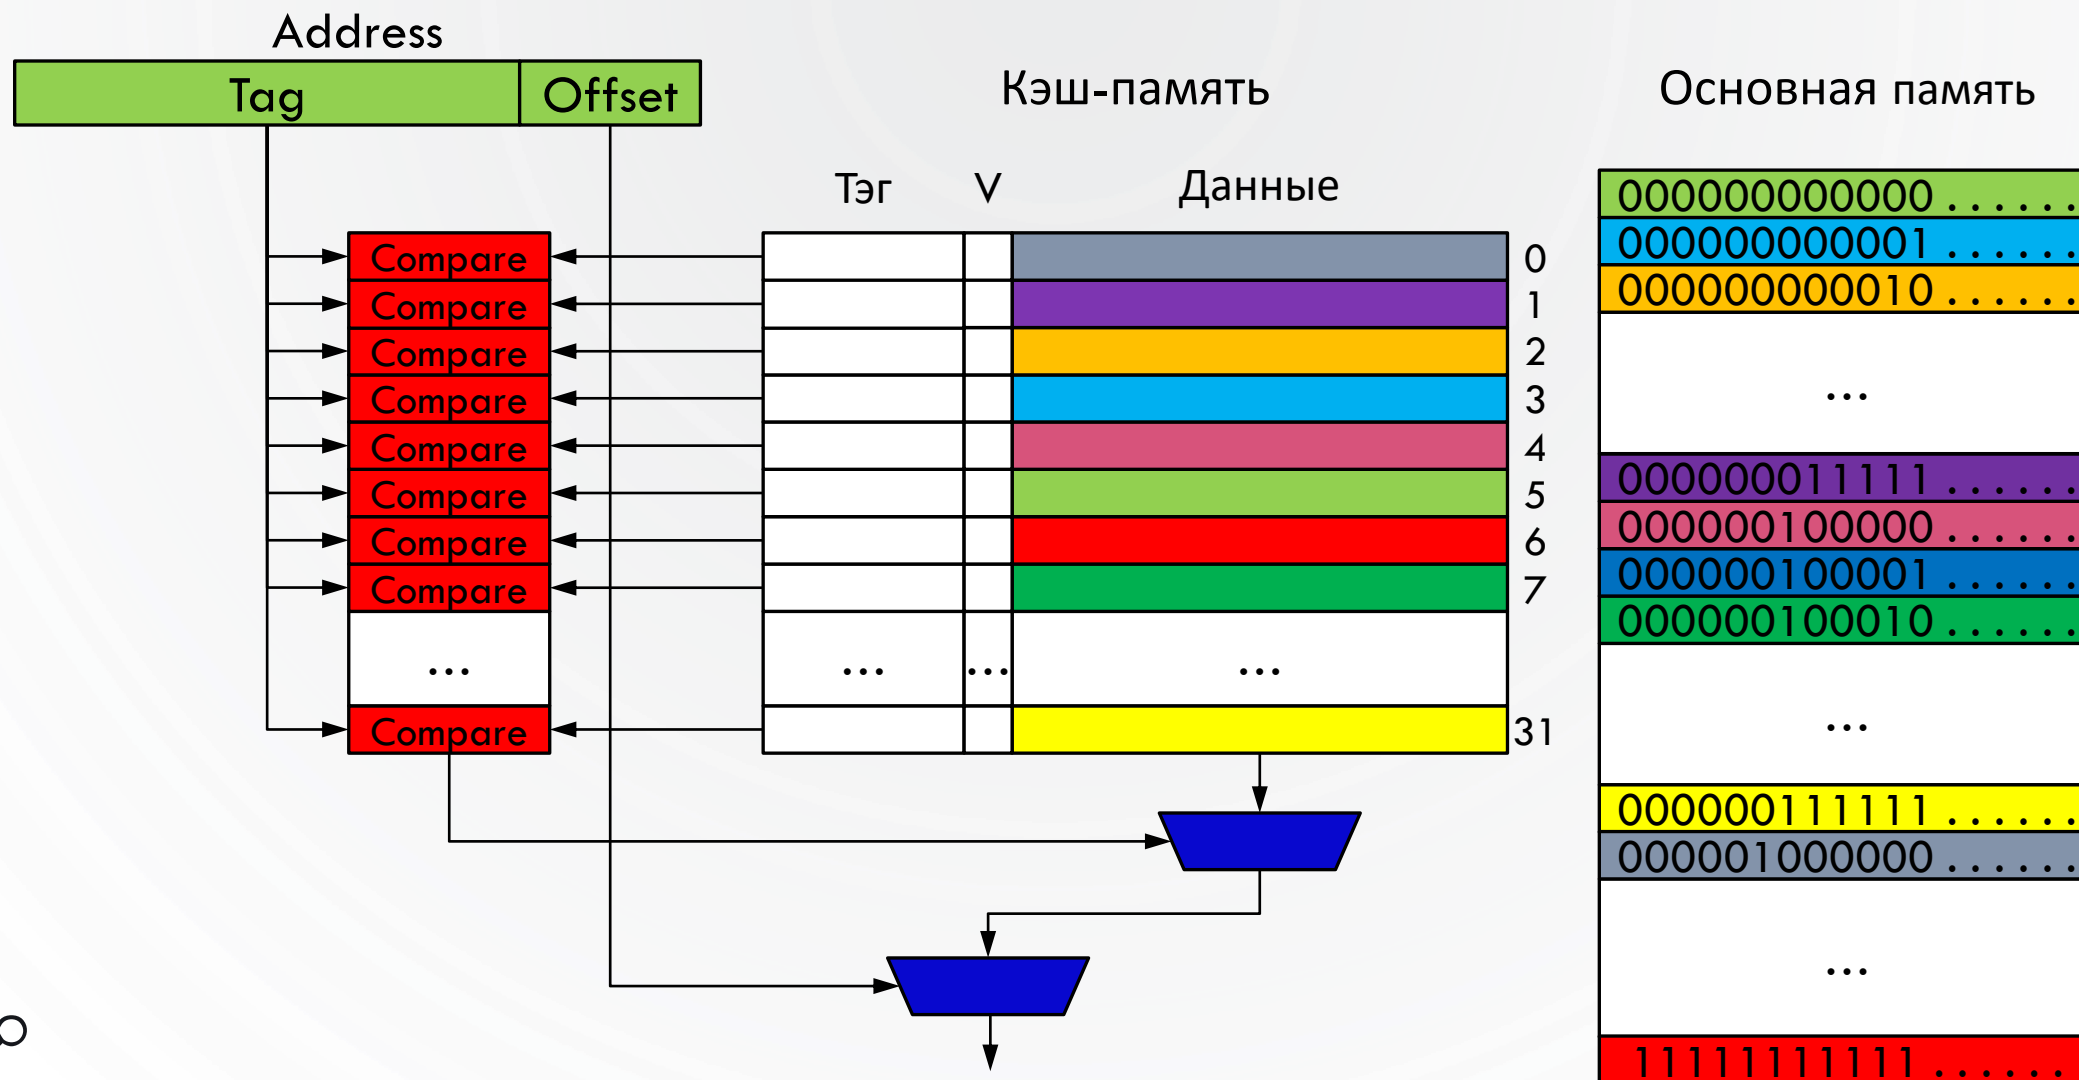 Address
Tag Offset
Кэш-память
Основная память
Тэг V Данные
Compare 0
Compare 1
Compare 2
Compare 3
Compare 4
Compare 5
Compare 6
Compare 7
... ... ... ...
Compare 31
000000000000 . . . . . .
000000000001 . . . . . .
000000000010 . . . . . .
...
000000011111 . . . . . .
000000100000 . . . . . .
000000100001 . . . . . .
000000100010 . . . . . .
...
000000111111 . . . . . .
000001000000 . . . . . .
...
11111111111 . . . . . .